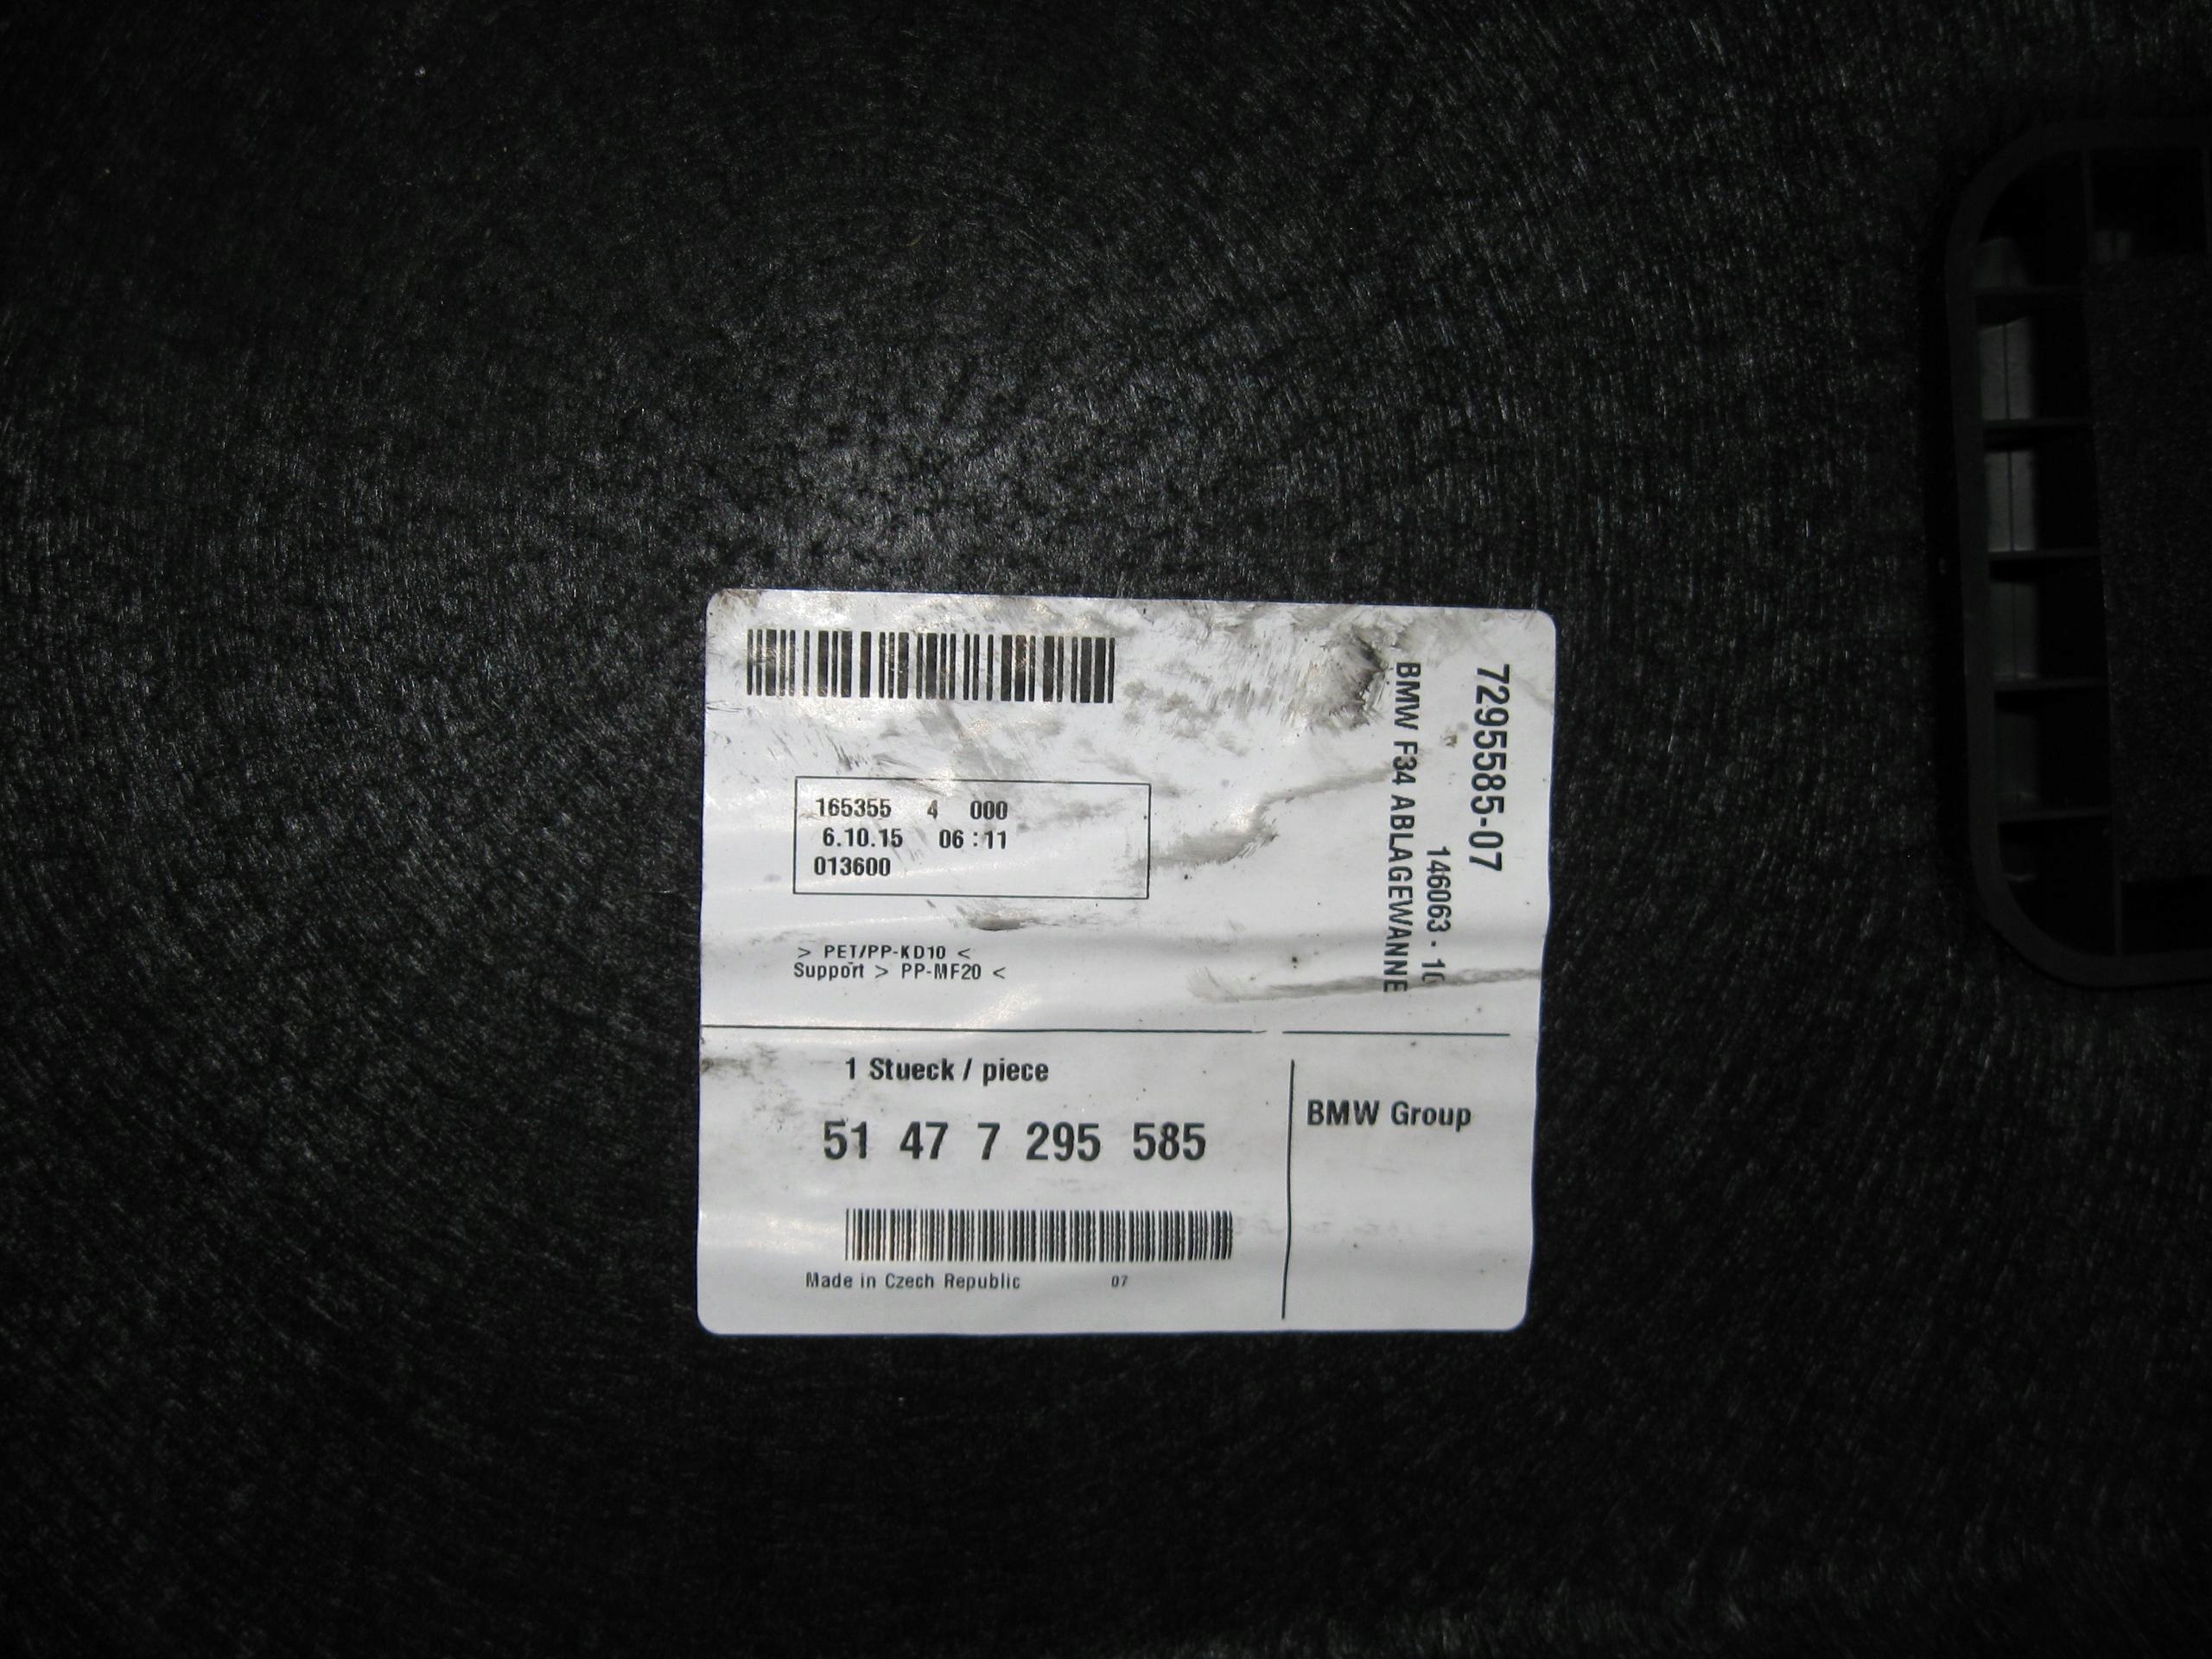 165355 4 000
6.10.15 06:11
013600
> PET/PP-KD10 <
Support > PP-MF20 <
7295585-07
146063 - 10
BMW F34 ABLAGEWANNE
1 Stueck / piece
51 47 7 295 585
Made in Czech Republic 07
BMW Group